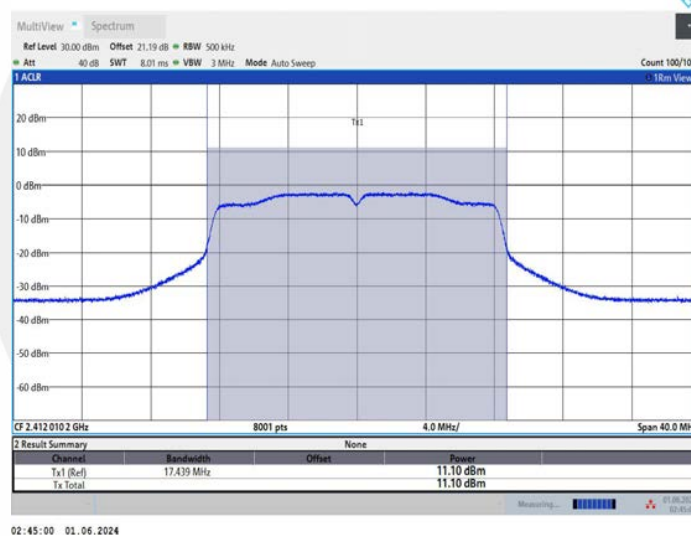 MultiView Spectrum
Ref Level 30.00 dBm Offset 21.19 dB RBW 500 kHz
Att 40 dB SWT 8.01 ms VBW 3 MHz Mode Auto Sweep Count 100/10
1 ACLR 1Rm View
Tx1
20 dBm
10 dBm
0 dBm
-10 dBm
-20 dBm
-30 dBm
-40 dBm
-50 dBm
-60 dBm
CF 2.412 010 2 GHz 8001 pts 4.0 MHz/ Span 40.0 MH
2 Result Summary None
Channel Bandwidth Offset Power
Tx1 (Ref) 17.439 MHz 11.10 dBm
Tx Total 11.10 dBm
Measuring...
02:45:00 01.06.2024